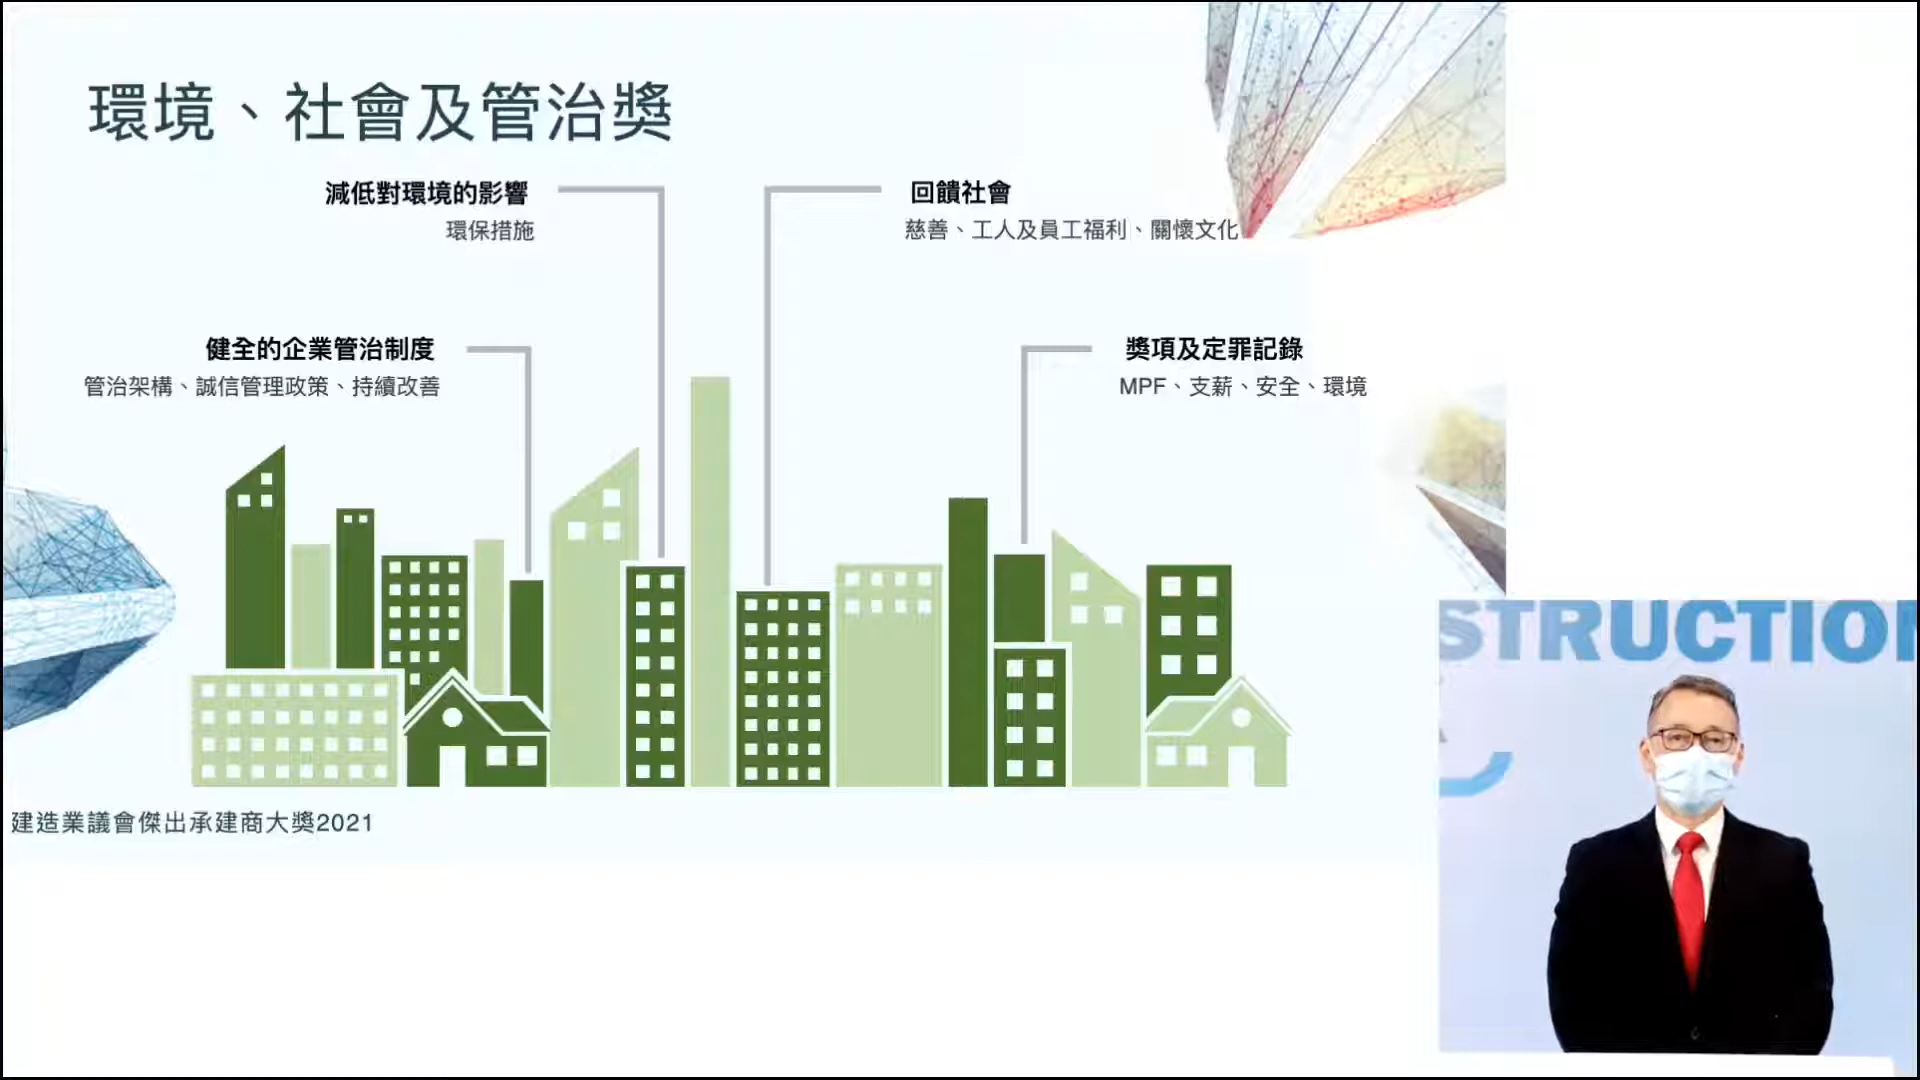 環境、社會及管治獎
減低對環境的影響
環保措施
回饋社會
慈善、工人及員工福利、關懷文化
健全的企業管治制度
管治架構、誠信管理政策、持續改善
獎項及定罪記錄
MPF、支薪、安全、環境
建造業議會傑出承建商大獎2021
STRUCTION